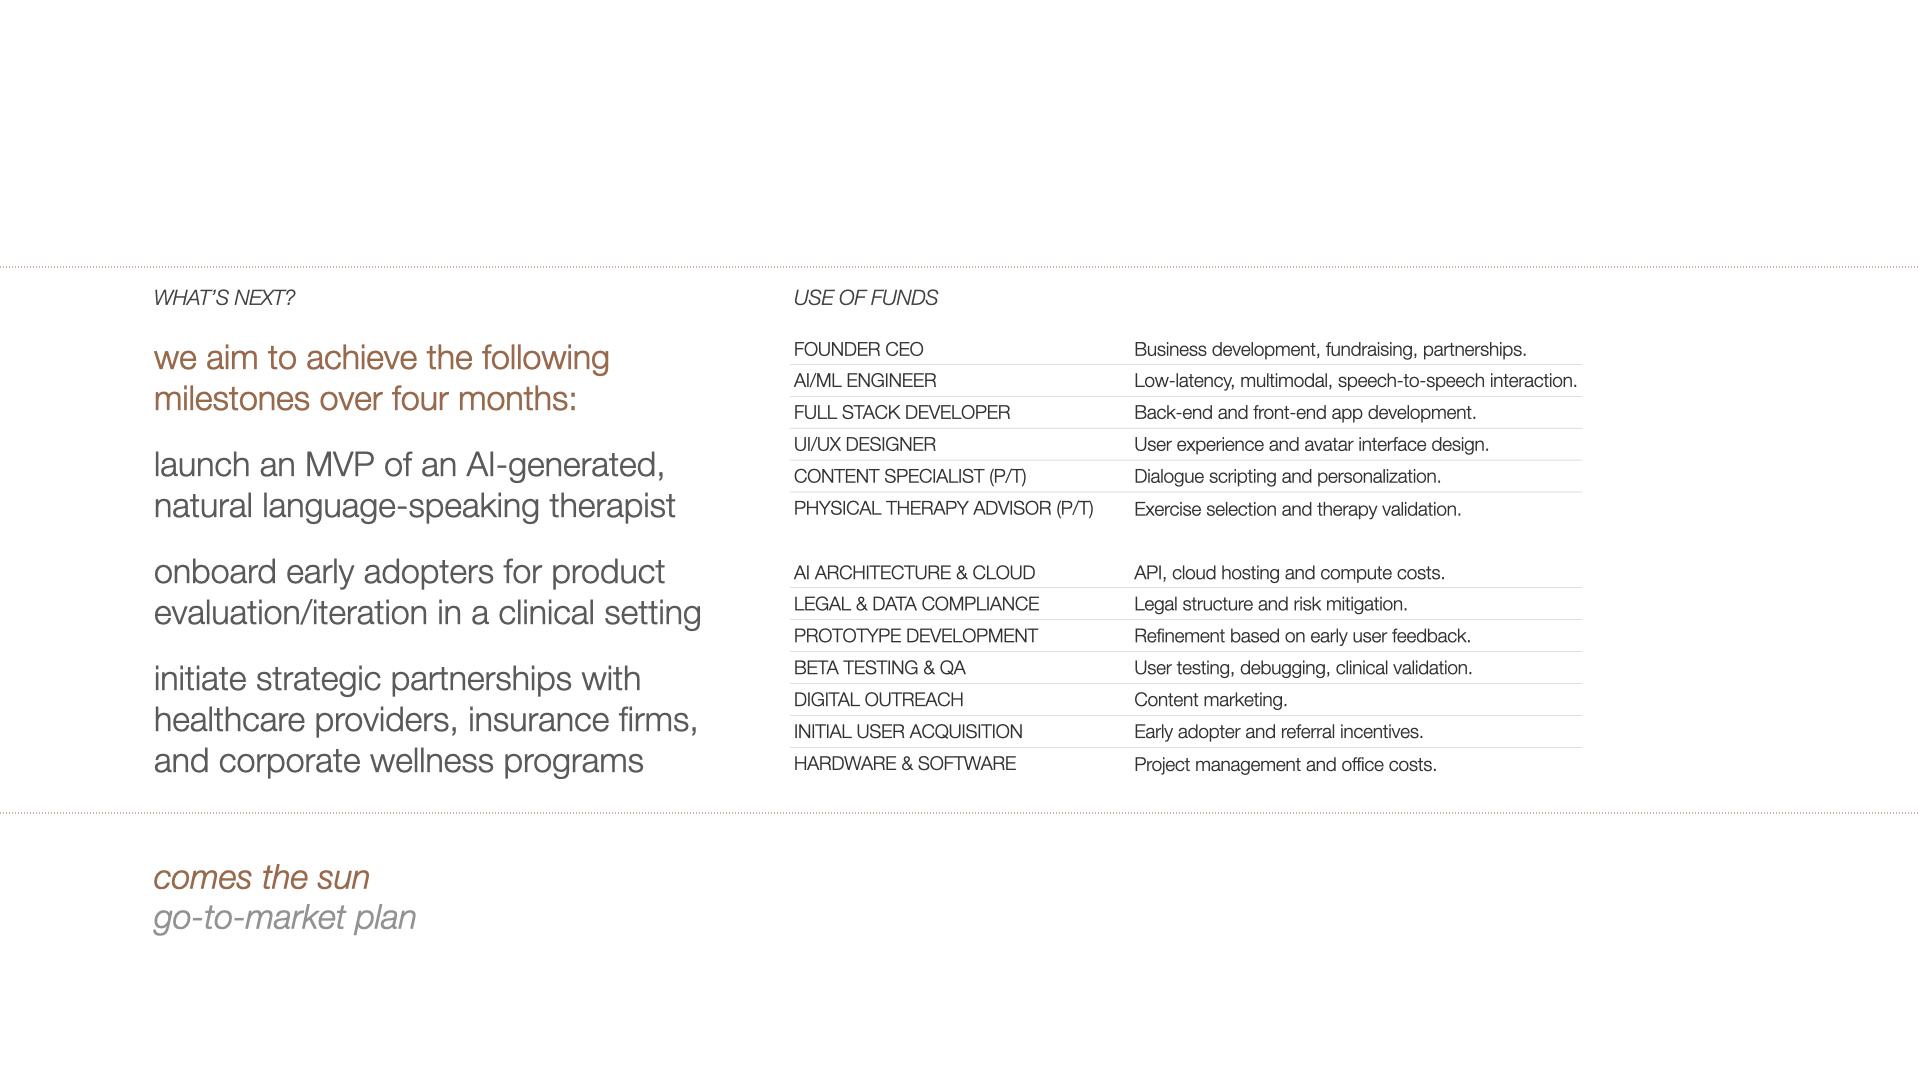 WHAT’S NEXT?
we aim to achieve the following
milestones over four months:
launch an MVP of an AI-generated,
natural language-speaking therapist
onboard early adopters for product
evaluation/iteration in a clinical setting
initiate strategic partnerships with
healthcare providers, insurance firms,
and corporate wellness programs
USE OF FUNDS
FOUNDER CEO Business development, fundraising, partnerships.
AI/ML ENGINEER Low-latency, multimodal, speech-to-speech interaction.
FULL STACK DEVELOPER Back-end and front-end app development.
UI/UX DESIGNER User experience and avatar interface design.
CONTENT SPECIALIST (P/T) Dialogue scripting and personalization.
PHYSICAL THERAPY ADVISOR (P/T) Exercise selection and therapy validation.
AI ARCHITECTURE & CLOUD API, cloud hosting and compute costs.
LEGAL & DATA COMPLIANCE Legal structure and risk mitigation.
PROTOTYPE DEVELOPMENT Refinement based on early user feedback.
BETA TESTING & QA User testing, debugging, clinical validation.
DIGITAL OUTREACH Content marketing.
INITIAL USER ACQUISITION Early adopter and referral incentives.
HARDWARE & SOFTWARE Project management and office costs.
comes the sun
go-to-market plan